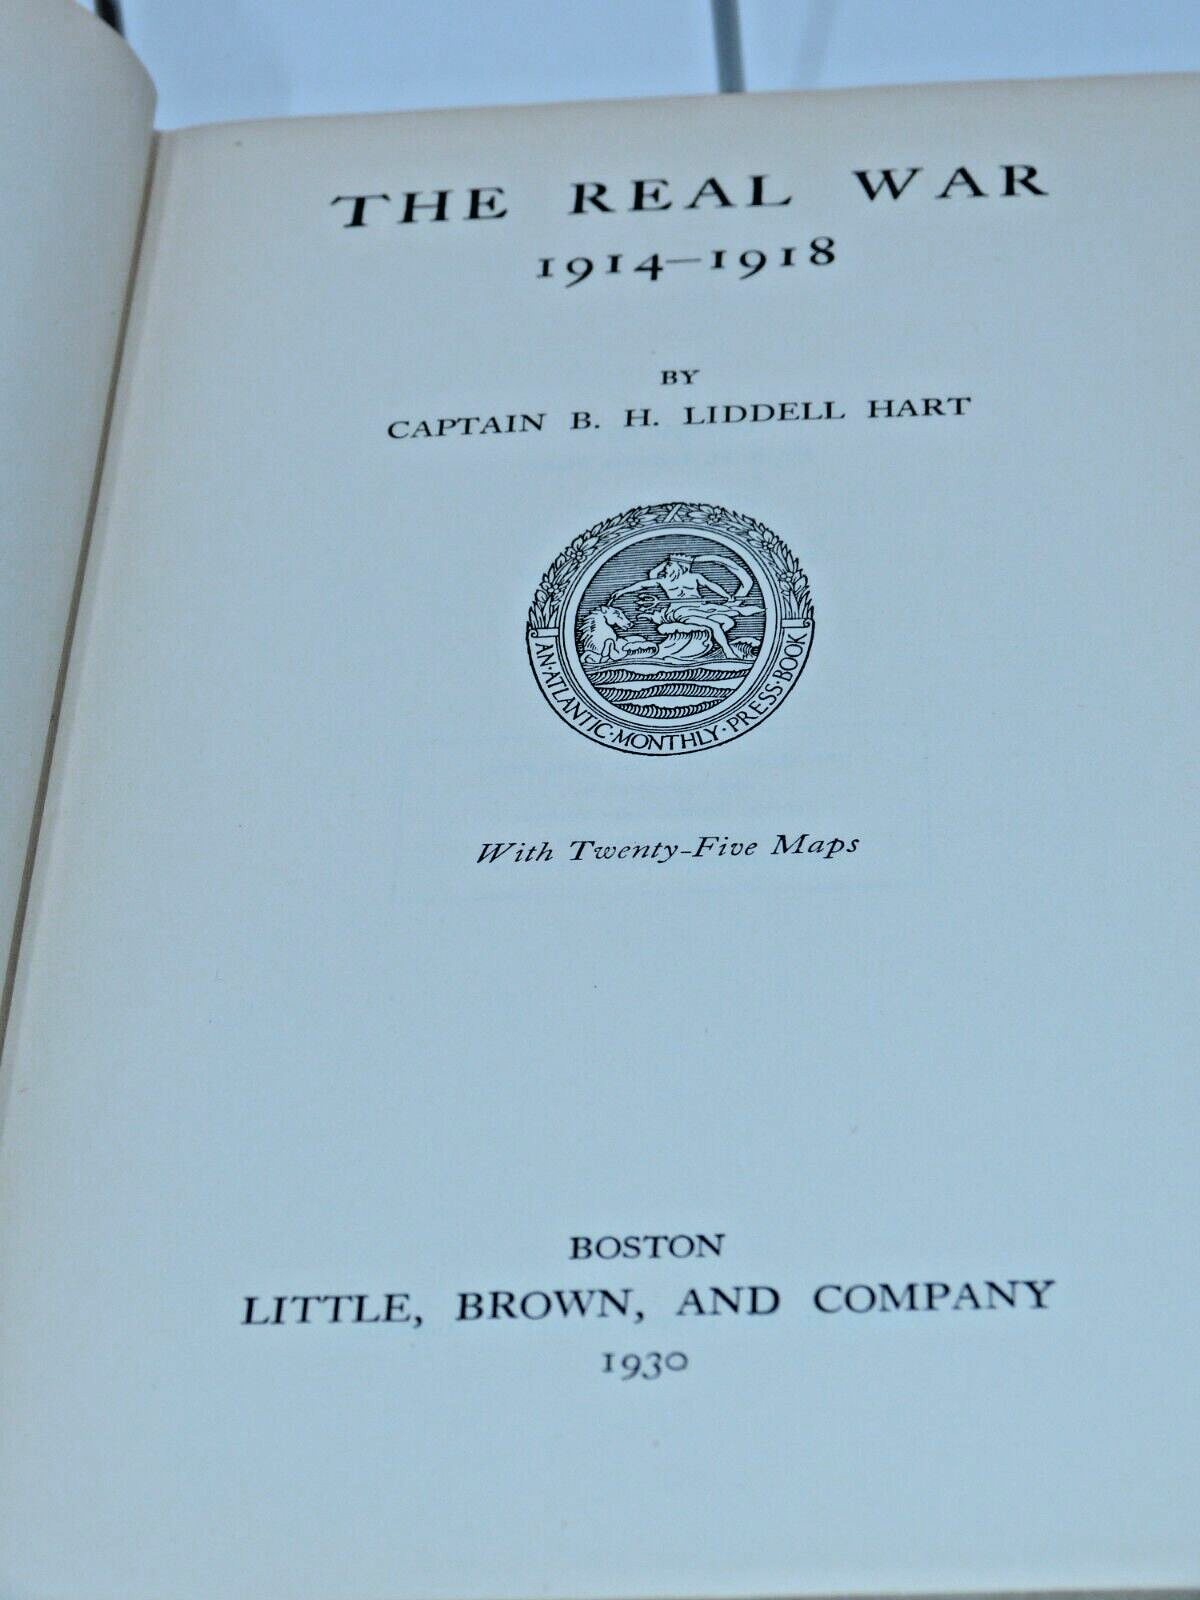 THE REAL WAR
1914–1918
BY
CAPTAIN B. H. LIDDELL HART
AN·ATLANTIC·MONTHLY·PRESS·BOOK
With Twenty-Five Maps
BOSTON
LITTLE, BROWN, AND COMPANY
1930